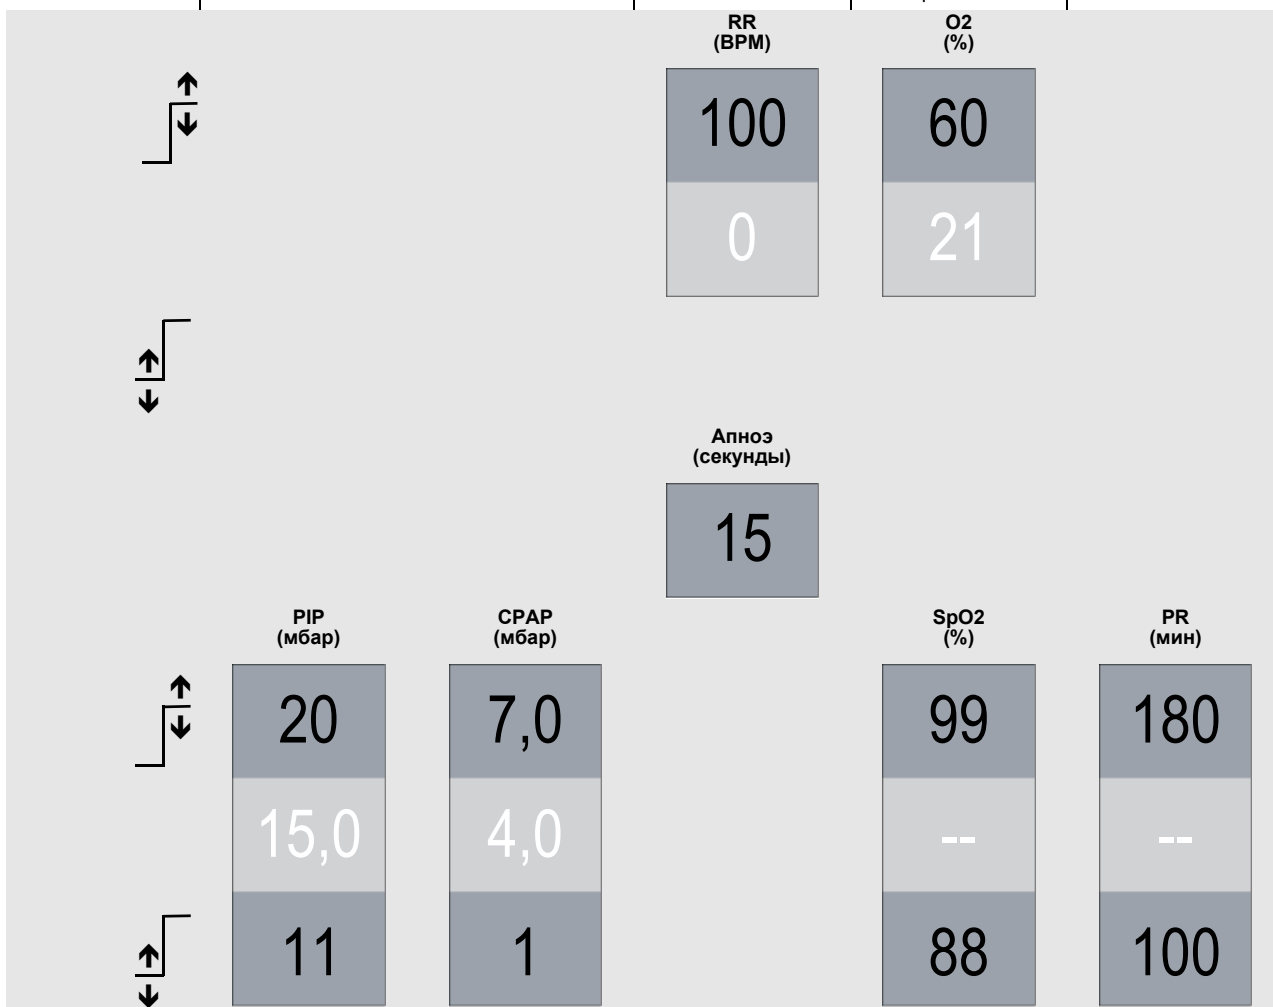 RR
(BPM)
O2
(%)
100
60
0
21
Апноэ
(секунды)
15
PIP
(мбар)
CPAP
(мбар)
SpO2
(%)
PR
(мин)
20
7,0
99
180
15,0
4,0
--
--
11
1
88
100